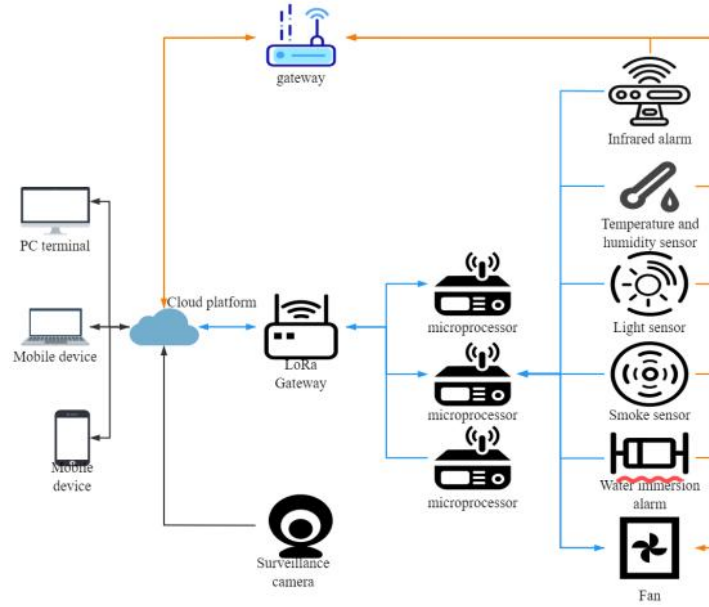 gateway
Infrared alarm
PC terminal
Temperature and
humidity sensor
Cloud platform
microprocessor
Light sensor
Mobile device
LoRa
Gateway
microprocessor
Smoke sensor
Mobile
device
microprocessor
Water immersion
alarm
Surveillance
camera
Fan